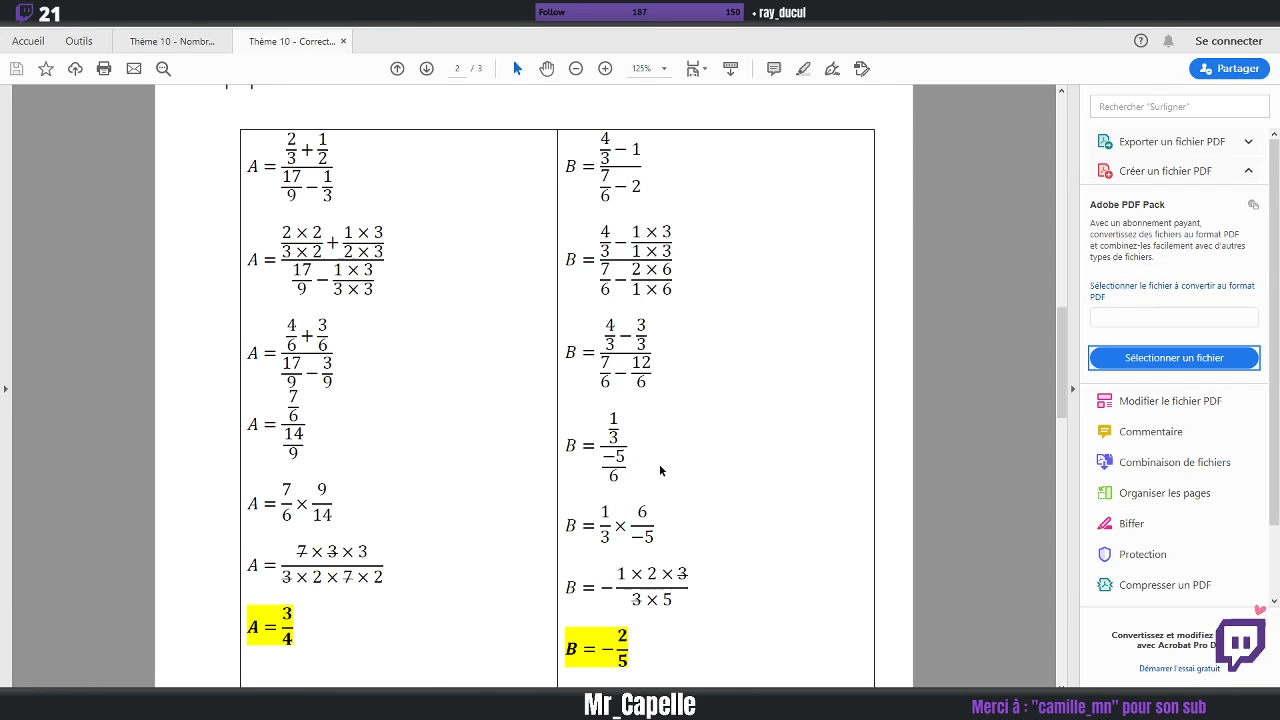 21
Follow 187 150
+ ray_ducul
Accueil Outils Thème 10 - Nombr... Thème 10 - Correct... ×
Se connecter
2 / 3 125%
Partager
A = (2/3 + 1/2) / (17/9 − 1/3)
A = ((2 × 2)/(3 × 2) + (1 × 3)/(2 × 3)) / (17/9 − (1 × 3)/(3 × 3))
A = (4/6 + 3/6) / (17/9 − 3/9)
A = (7/6) / (14/9)
A = 7/6 × 9/14
A = (7 × 3 × 3) / (3 × 2 × 7 × 2)
A = 3/4
B = (4/3 − 1) / (7/6 − 2)
B = (4/3 − (1 × 3)/(1 × 3)) / (7/6 − (2 × 6)/(1 × 6))
B = (4/3 − 3/3) / (7/6 − 12/6)
B = (1/3) / (−5/6)
B = 1/3 × 6/−5
B = − (1 × 2 × 3) / (3 × 5)
B = − 2/5
Rechercher "Surligner"
Exporter un fichier PDF
Créer un fichier PDF
Adobe PDF Pack
Avec un abonnement payant,
convertissez des fichiers au format PDF
et combinez-les facilement avec d'autres
types de fichiers.
Sélectionner le fichier à convertir au format
PDF
Sélectionner un fichier
Modifier le fichier PDF
Commentaire
Combinaison de fichiers
Organiser les pages
Biffer
Protection
Compresser un PDF
Convertissez et modifiez
avec Acrobat Pro D
Démarrer l'essai gratuit
Mr_Capelle
Merci à : "camille_mn" pour son sub